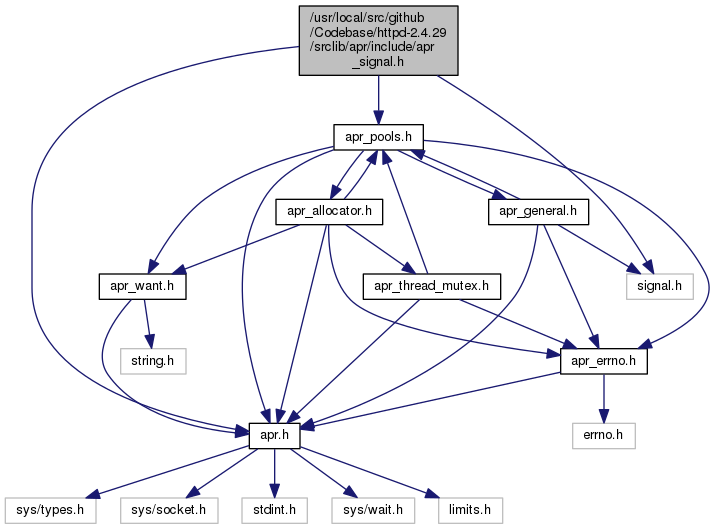 /usr/local/src/github
/Codebase/httpd-2.4.29
/srclib/apr/include/apr
_signal.h
apr_pools.h
apr_allocator.h
apr_general.h
apr_want.h
apr_thread_mutex.h
signal.h
string.h
apr_errno.h
apr.h
errno.h
sys/types.h
sys/socket.h
stdint.h
sys/wait.h
limits.h